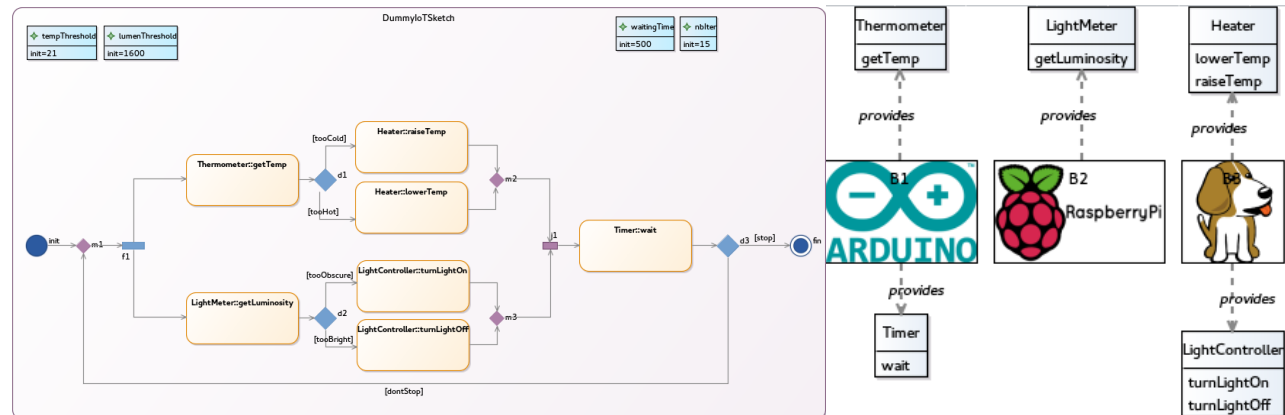 DummyIoTSketch
tempThreshold
init=21
lumenThreshold
init=1600
waitingTime
init=500
nbIter
init=15
init
m1
f1
Thermometer::getTemp
d1
[tooCold]
[tooHot]
Heater::raiseTemp
Heater::lowerTemp
m2
LightMeter::getLuminosity
d2
[tooObscure]
[tooBright]
LightController::turnLightOn
LightController::turnLightOff
m3
j1
Timer::wait
d3
[stop]
fin
[dontStop]
Thermometer
getTemp
provides
B1
ARDUINO
TM
provides
Timer
wait
LightMeter
getLuminosity
provides
B2
RaspberryPi
Heater
lowerTemp
raiseTemp
provides
B3
provides
LightController
turnLightOn
turnLightOff